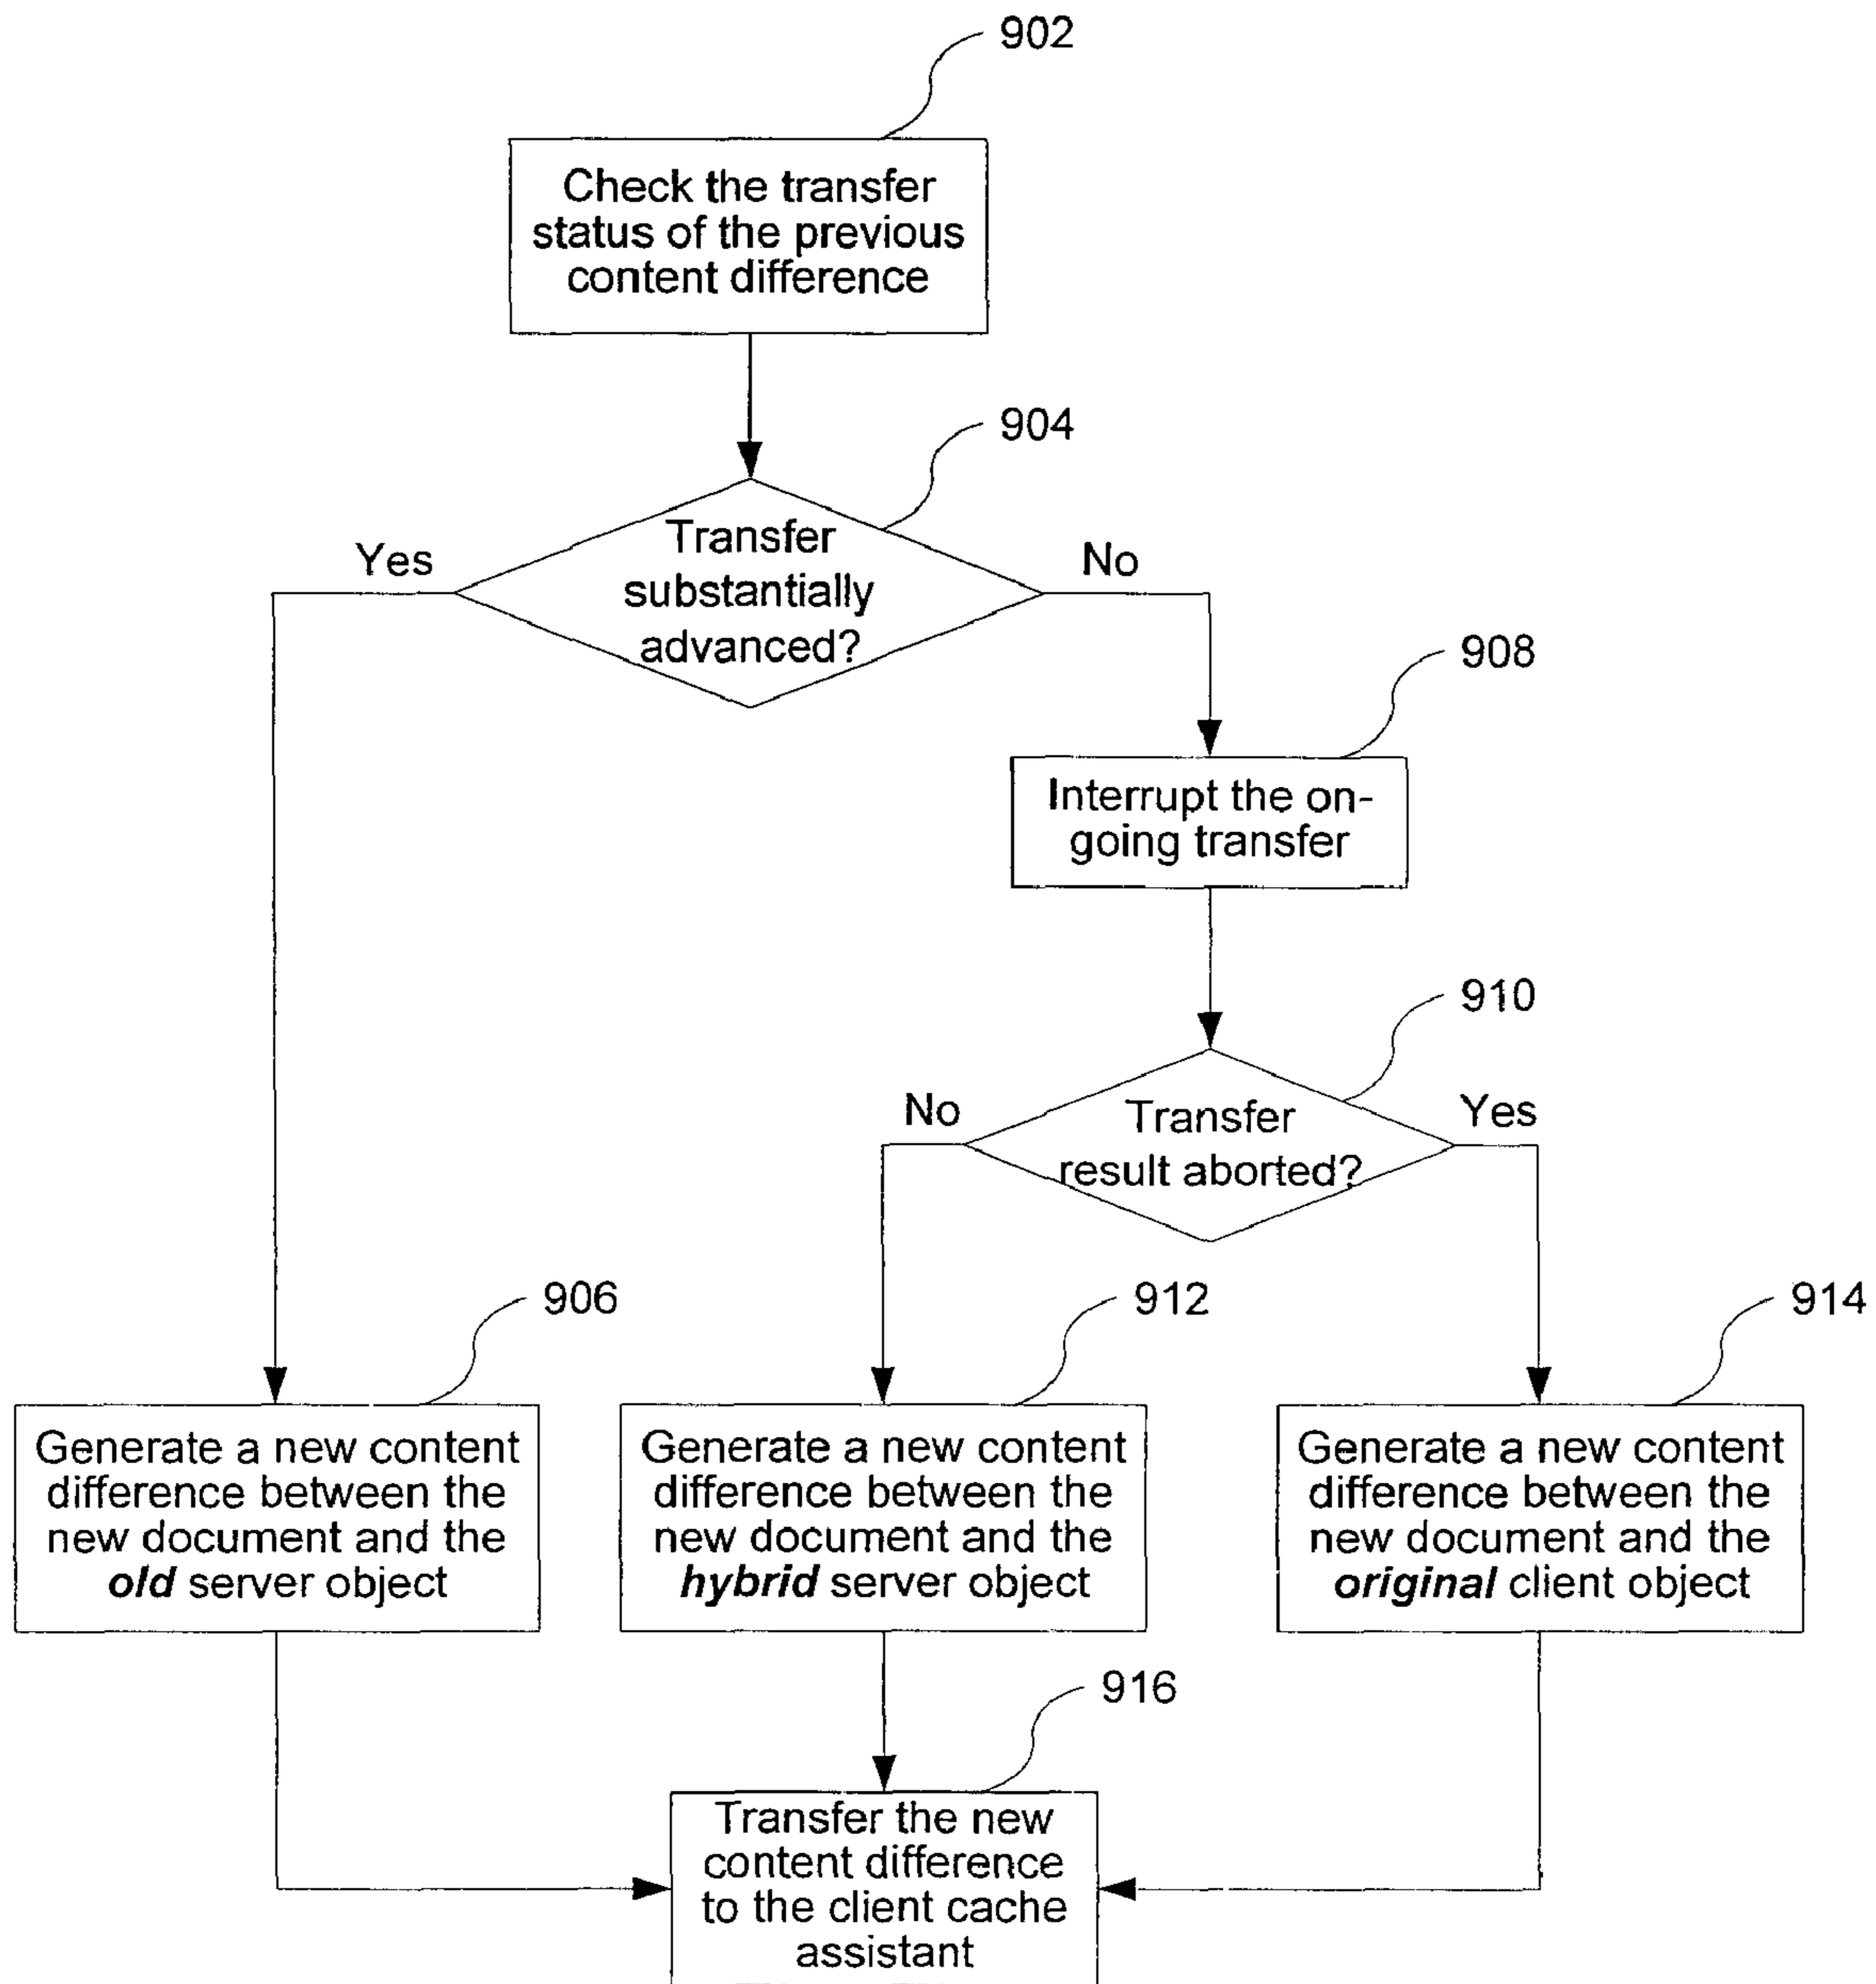 902
Check the transfer
status of the previous
content difference
904
Transfer
substantially
advanced?
Yes
No
908
Interrupt the on-
going transfer
910
Transfer
result aborted?
No
Yes
906
Generate a new content
difference between the
new document and the
old server object
912
Generate a new content
difference between the
new document and the
hybrid server object
914
Generate a new content
difference between the
new document and the
original client object
916
Transfer the new
content difference
to the client cache
assistant